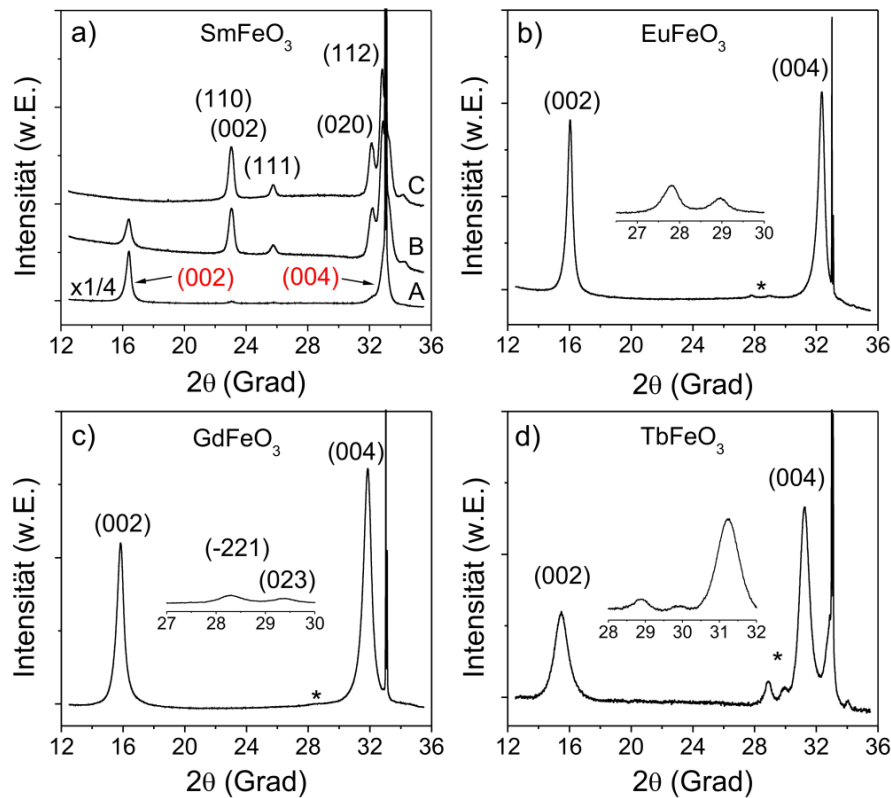 a)
SmFeO3
(112)
(110)
(002)
(020)
(111)
C
B
x1/4
(002)
(004)
A
Intensität (w.E.)
12 16 20 24 28 32 36
2θ (Grad)
b)
EuFeO3
(004)
(002)
27 28 29 30
*
Intensität (w.E.)
12 16 20 24 28 32 36
2θ (Grad)
c)
GdFeO3
(004)
(002)
(-221)
(023)
27 28 29 30
*
Intensität (w.E.)
12 16 20 24 28 32 36
2θ (Grad)
d)
TbFeO3
(004)
(002)
28 29 30 31 32
*
Intensität (w.E.)
12 16 20 24 28 32 36
2θ (Grad)